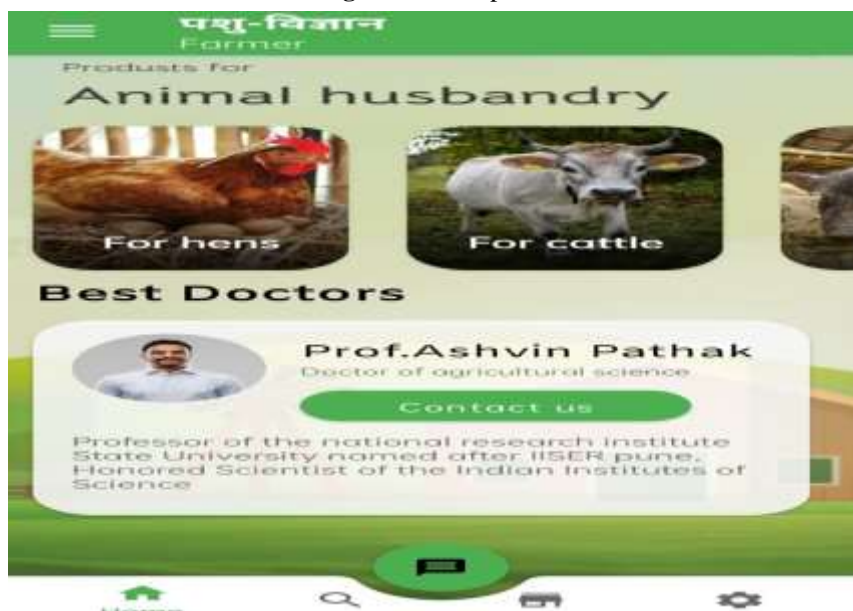 पशु-विज्ञान
Farmer
Produsts for
Animal husbandry
For hens
For cattle
Best Doctors
Prof.Ashvin Pathak
Doctor of agricultural science
Contact us
Professor of the national research institute
State University named after IISER pune,
Honored Scientist of the Indian Institutes of
Science
Home